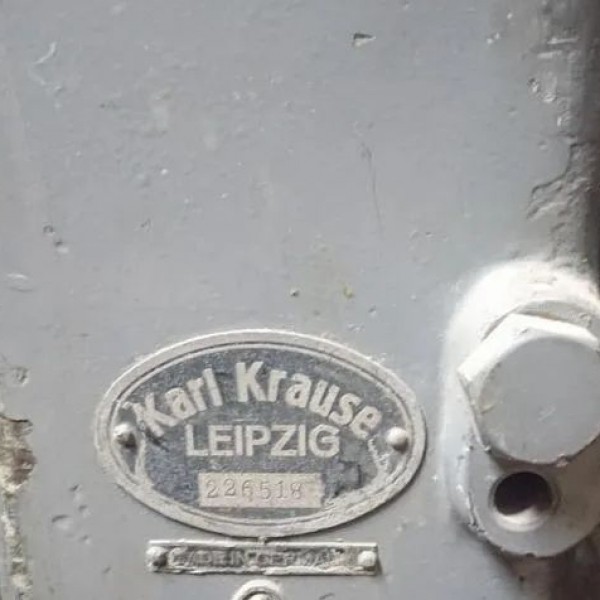 Karl Krause
LEIPZIG
226518
MADE IN GERMANY